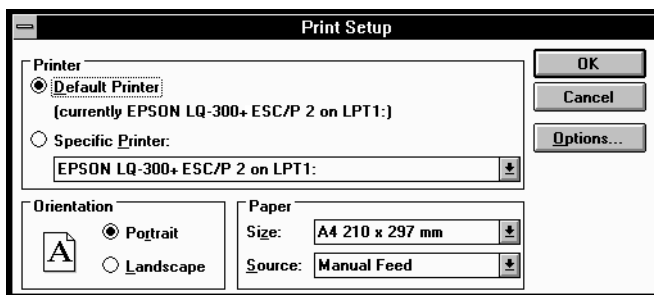 Print Setup
Printer
Default Printer
(currently EPSON LQ-300+ ESC/P 2 on LPT1:)
Specific Printer:
EPSON LQ-300+ ESC/P 2 on LPT1:
OK
Cancel
Options...
Orientation
A
Portrait
Landscape
Paper
Size: A4 210 x 297 mm
Source: Manual Feed